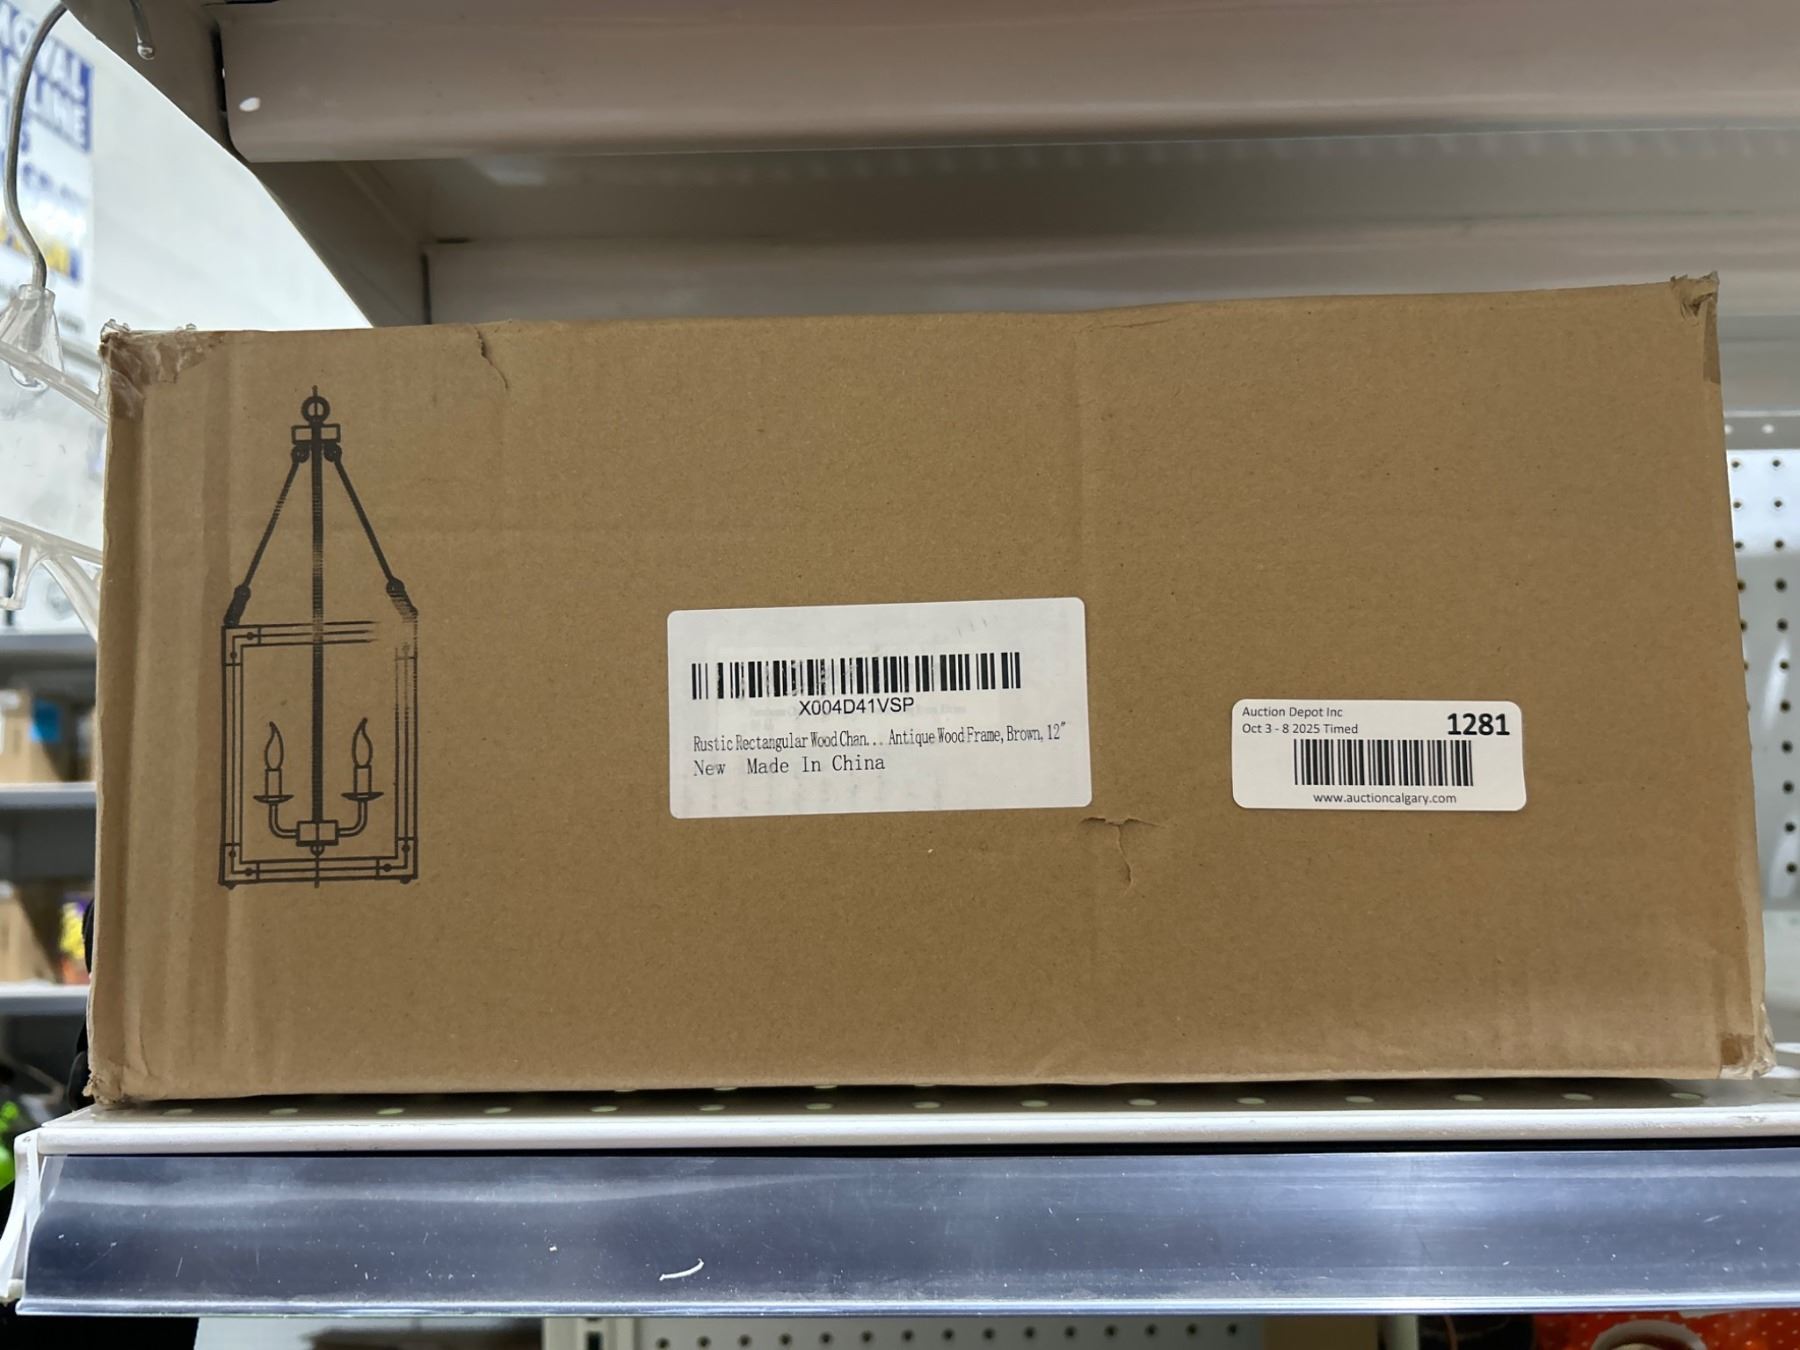 X004D41VSP
Rustic Rectangular Wood Chan... Antique Wood Frame, Brown, 12"
New Made In China
Auction Depot Inc
Oct 3 - 8 2025 Timed
1281
www.auctioncalgary.com